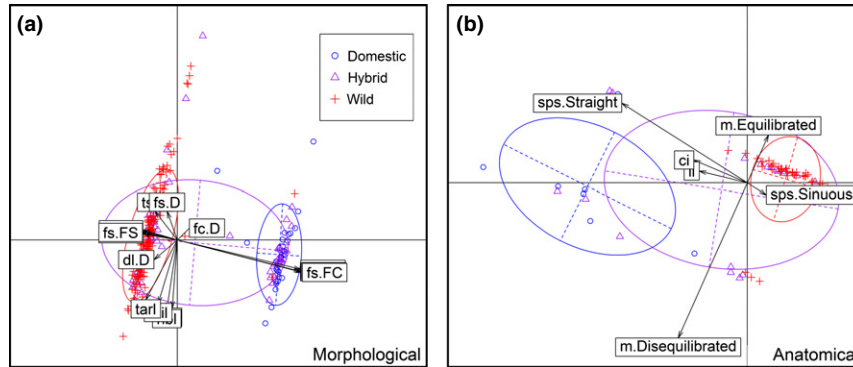 (a)
Domestic
Hybrid
Wild
fs.D
fc.D
fs.FS
dl.D
fs.FC
tarl
Morphological
(b)
sps.Straight
m.Equilibrated
ci
sps.Sinuous
m.Disequilibrated
Anatomica